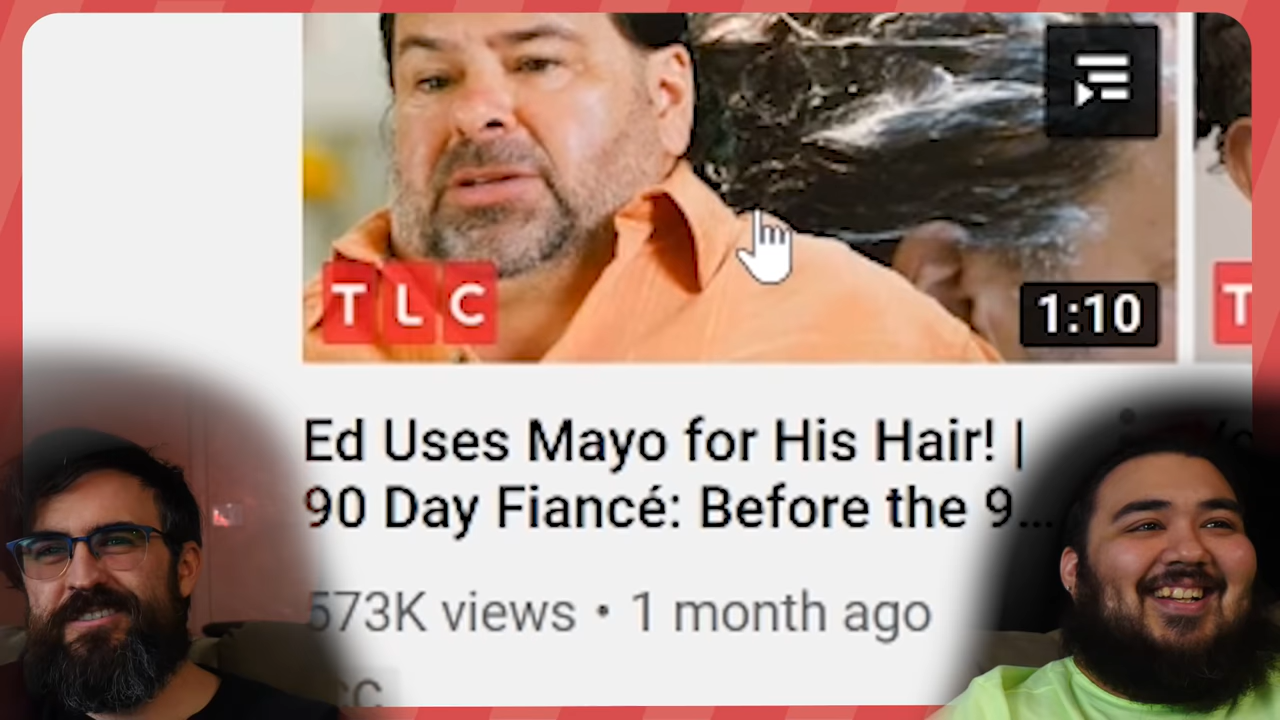 TLC
1:10
T
Ed Uses Mayo for His Hair! |
90 Day Fiancé: Before the 9...
573K views • 1 month ago